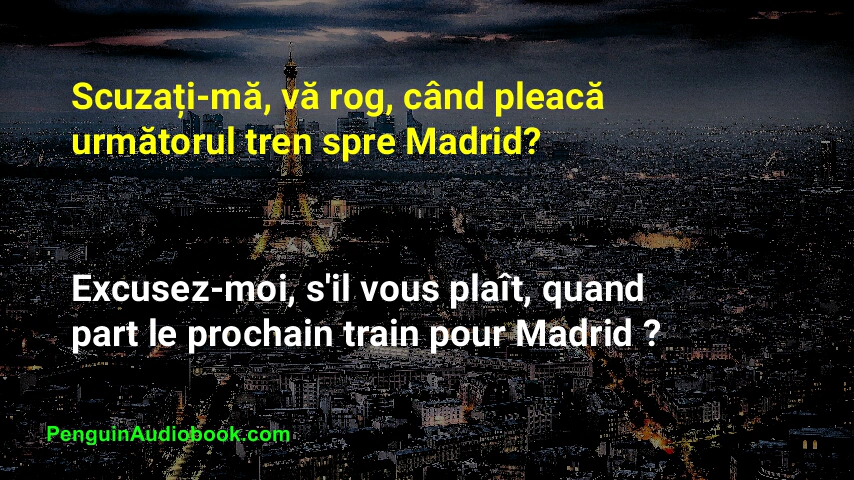 Scuzați-mă, vă rog, când pleacă
următorul tren spre Madrid?
Excusez-moi, s'il vous plaît, quand
part le prochain train pour Madrid ?
PenguinAudiobook.com